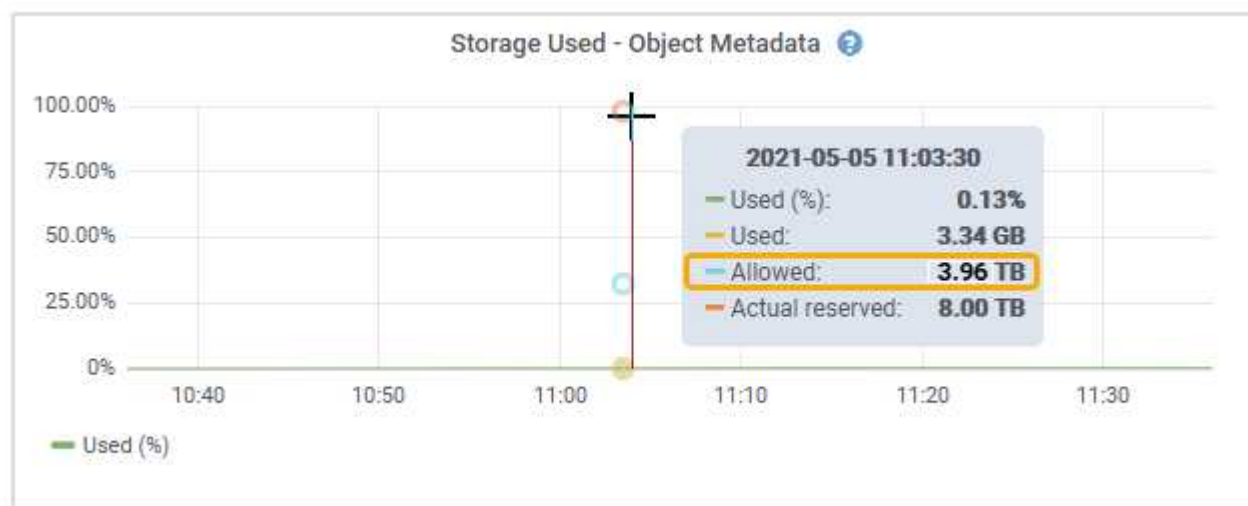 Storage Used - Object Metadata ?
100.00%
75.00%
50.00%
25.00%
0%
2021-05-05 11:03:30
Used (%): 0.13%
Used: 3.34 GB
Allowed: 3.96 TB
Actual reserved: 8.00 TB
10:40 10:50 11:00 11:10 11:20 11:30
Used (%)